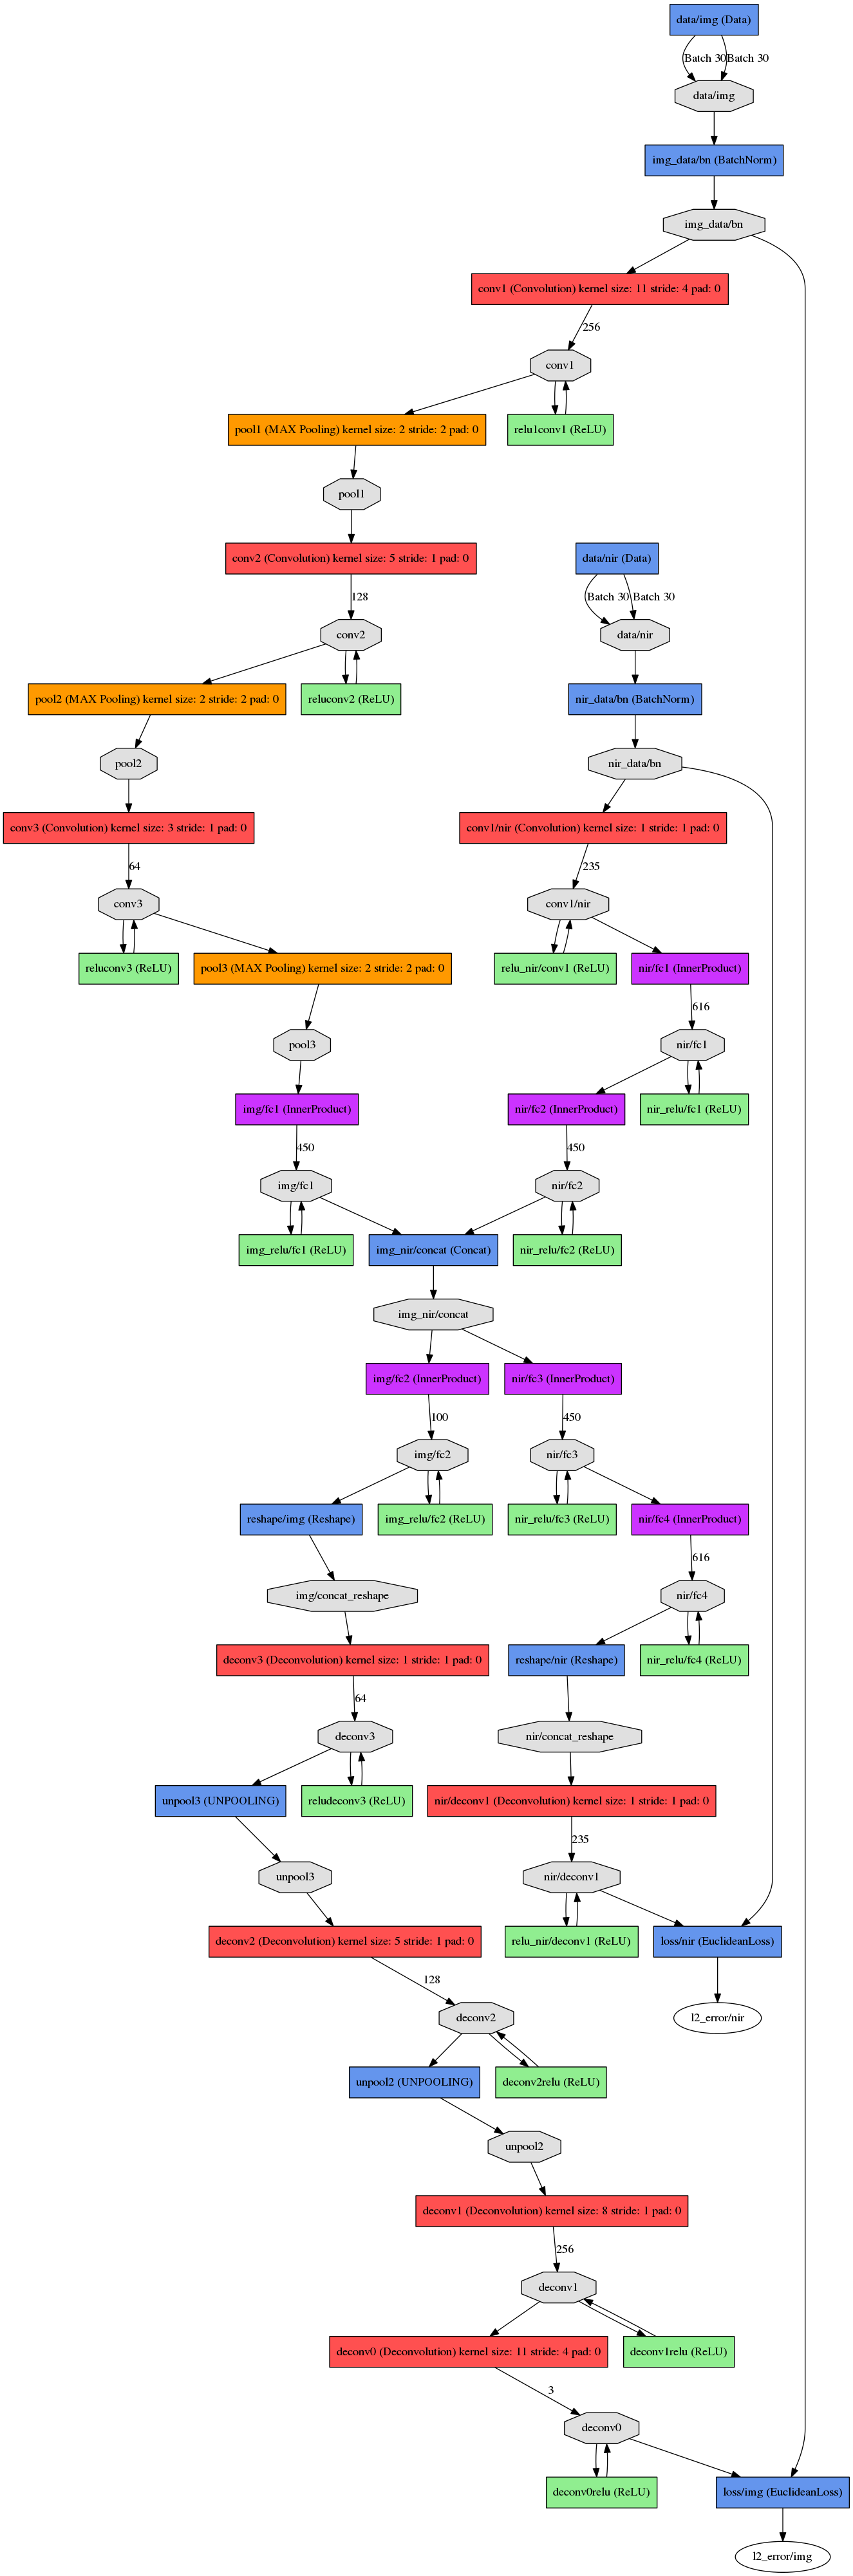 data/img (Data)
Batch 30
Batch 30
data/img
img_data/bn (BatchNorm)
img_data/bn
conv1 (Convolution) kernel size: 11 stride: 4 pad: 0
256
conv1
pool1 (MAX Pooling) kernel size: 2 stride: 2 pad: 0
relu1conv1 (ReLU)
pool1
conv2 (Convolution) kernel size: 5 stride: 1 pad: 0
data/nir (Data)
128
Batch 30
Batch 30
conv2
data/nir
pool2 (MAX Pooling) kernel size: 2 stride: 2 pad: 0
reluconv2 (ReLU)
nir_data/bn (BatchNorm)
pool2
nir_data/bn
conv3 (Convolution) kernel size: 3 stride: 1 pad: 0
conv1/nir (Convolution) kernel size: 1 stride: 1 pad: 0
64
235
conv3
conv1/nir
reluconv3 (ReLU)
pool3 (MAX Pooling) kernel size: 2 stride: 2 pad: 0
relu_nir/conv1 (ReLU)
nir/fc1 (InnerProduct)
616
pool3
nir/fc1
img/fc1 (InnerProduct)
nir/fc2 (InnerProduct)
nir_relu/fc1 (ReLU)
450
450
img/fc1
nir/fc2
img_relu/fc1 (ReLU)
img_nir/concat (Concat)
nir_relu/fc2 (ReLU)
img_nir/concat
img/fc2 (InnerProduct)
nir/fc3 (InnerProduct)
100
450
img/fc2
nir/fc3
reshape/img (Reshape)
img_relu/fc2 (ReLU)
nir_relu/fc3 (ReLU)
nir/fc4 (InnerProduct)
616
img/concat_reshape
nir/fc4
deconv3 (Deconvolution) kernel size: 1 stride: 1 pad: 0
reshape/nir (Reshape)
nir_relu/fc4 (ReLU)
64
deconv3
nir/concat_reshape
unpool3 (UNPOOLING)
reludeconv3 (ReLU)
nir/deconv1 (Deconvolution) kernel size: 1 stride: 1 pad: 0
235
unpool3
nir/deconv1
deconv2 (Deconvolution) kernel size: 5 stride: 1 pad: 0
relu_nir/deconv1 (ReLU)
loss/nir (EuclideanLoss)
128
deconv2
l2_error/nir
unpool2 (UNPOOLING)
deconv2relu (ReLU)
unpool2
deconv1 (Deconvolution) kernel size: 8 stride: 1 pad: 0
256
deconv1
deconv0 (Deconvolution) kernel size: 11 stride: 4 pad: 0
deconv1relu (ReLU)
3
deconv0
deconv0relu (ReLU)
loss/img (EuclideanLoss)
l2_error/img